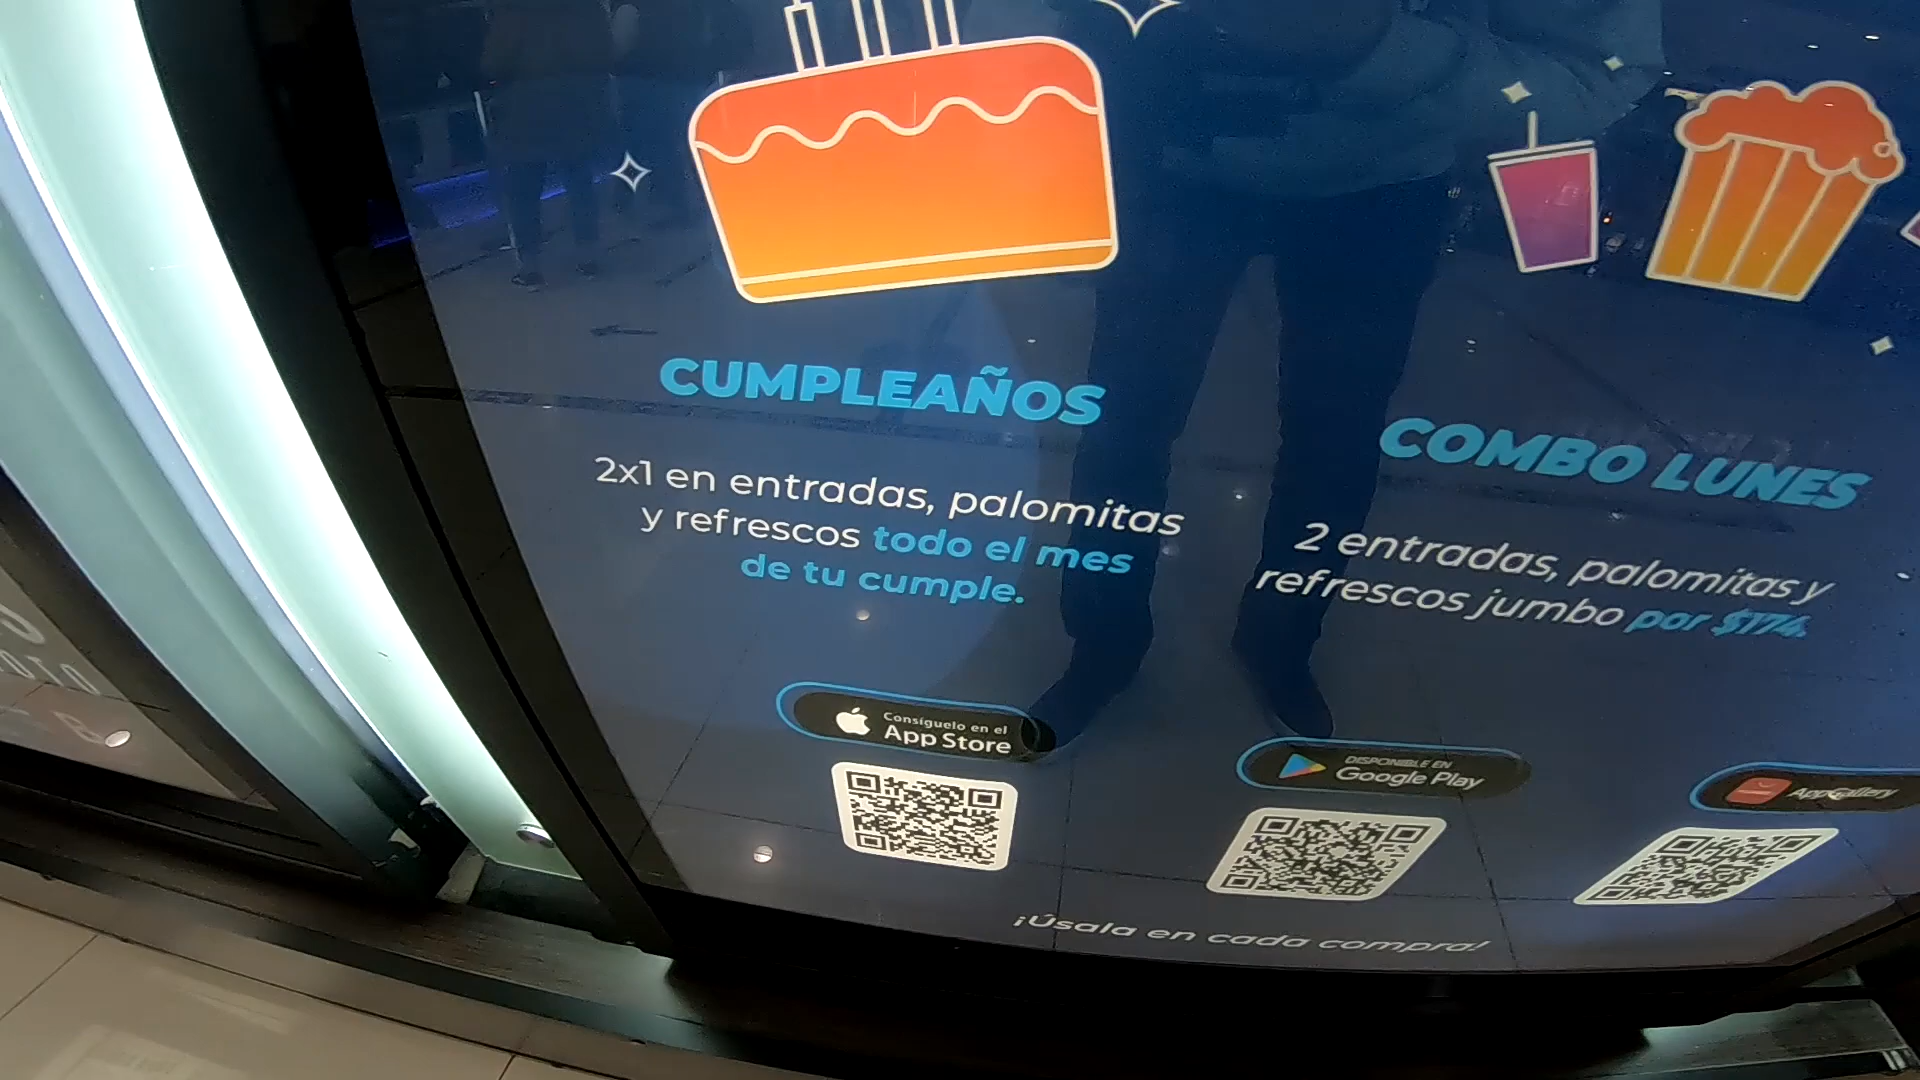 CUMPLEAÑOS
2x1 en entradas, palomitas
y refrescos todo el mes
de tu cumple.
COMBO LUNES
2 entradas, palomitas y
refrescos jumbo por $174.
Consíguelo en el
App Store
DISPONIBLE EN
Google Play
AppGallery
¡Úsala en cada compra!